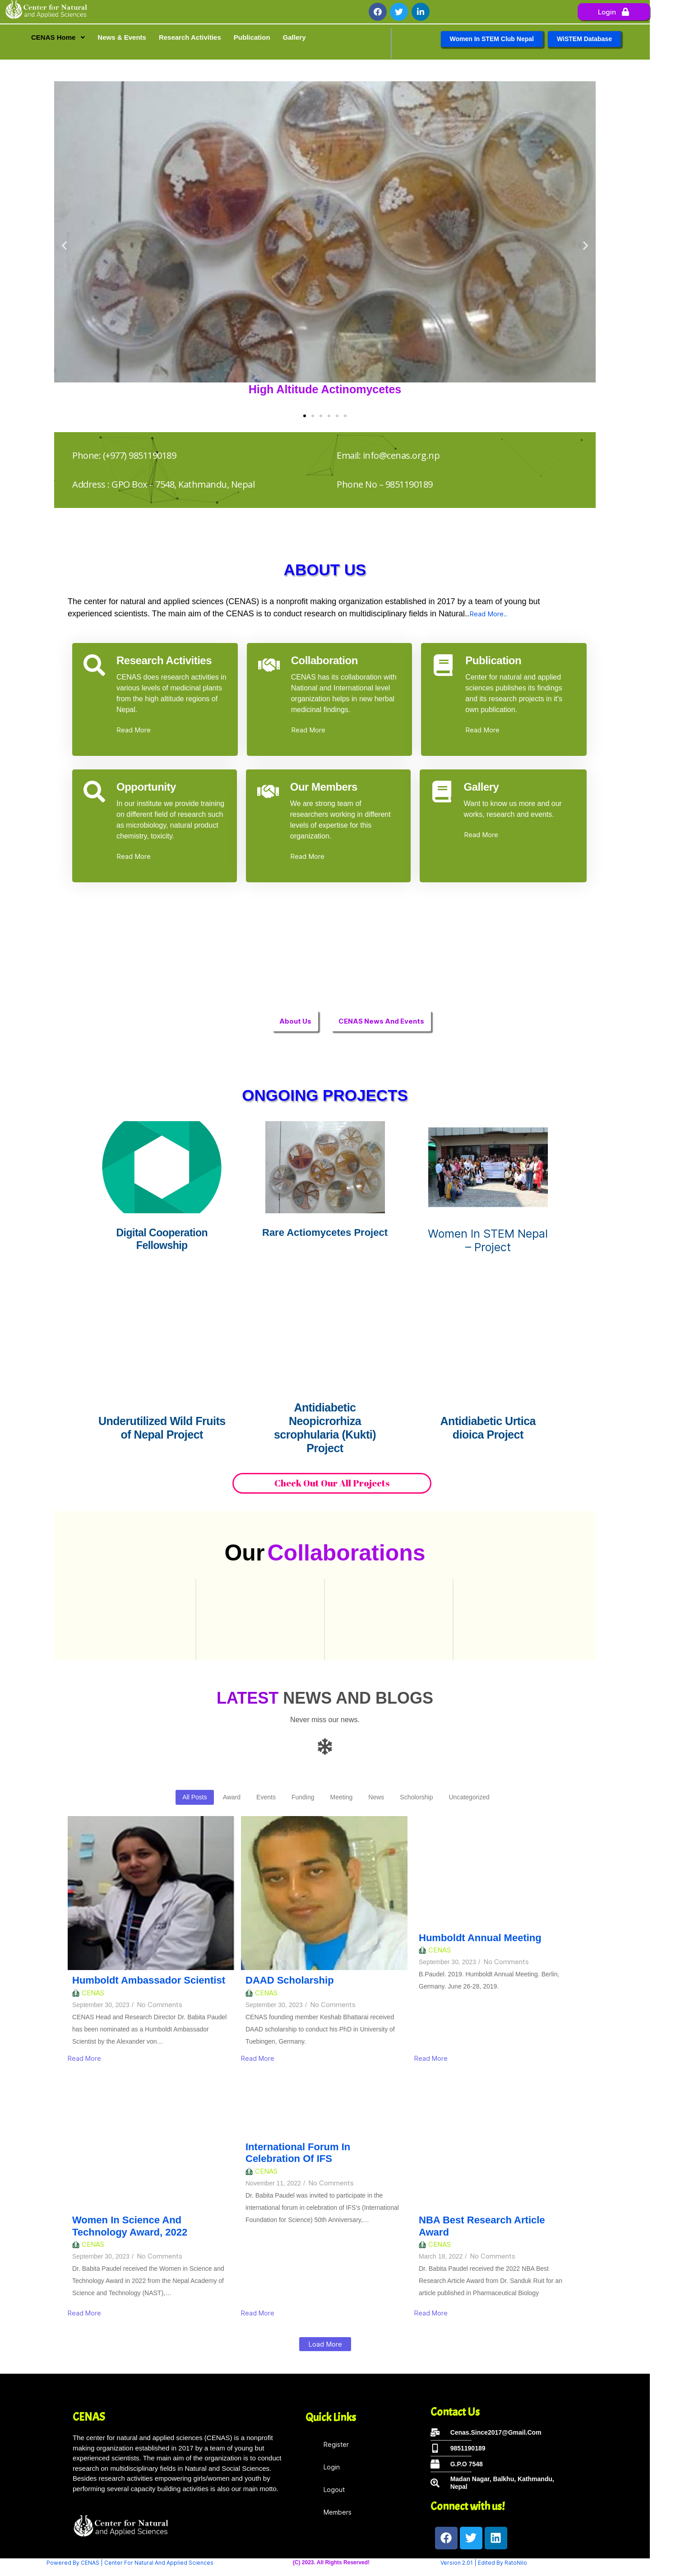 Center for Natural
and Applied Sciences
Login
CENAS Home
News & Events
Research Activities
Publication
Gallery
Women In STEM Club Nepal
WiSTEM Database
High Altitude Actinomycetes
Phone: (+977) 9851190189
Email: info@cenas.org.np
Address : GPO Box – 7548, Kathmandu, Nepal
Phone No – 9851190189
ABOUT US
The center for natural and applied sciences (CENAS) is a nonprofit making organization established in 2017 by a team of young but
experienced scientists. The main aim of the CENAS is to conduct research on multidisciplinary fields in Natural...Read More..
Research Activities
CENAS does research activities in
various levels of medicinal plants
from the high altitude regions of
Nepal.
Read More
Collaboration
CENAS has its collaboration with
National and International level
organization helps in new herbal
medicinal findings.
Read More
Publication
Center for natural and applied
sciences publishes its findings
and its research projects in it's
own publication.
Read More
Opportunity
In our institute we provide training
on different field of research such
as microbiology, natural product
chemistry, toxicity.
Read More
Our Members
We are strong team of
researchers working in different
levels of expertise for this
organization.
Read More
Gallery
Want to know us more and our
works, research and events.
Read More
About Us
CENAS News And Events
ONGOING PROJECTS
Digital Cooperation
Fellowship
Rare Actiomycetes Project
Women In STEM Nepal
– Project
Underutilized Wild Fruits
of Nepal Project
Antidiabetic
Neopicrorhiza
scrophularia (Kukti)
Project
Antidiabetic Urtica
dioica Project
Check Out Our All Projects
Our Collaborations
LATEST NEWS AND BLOGS
Never miss our news.
All Posts
Award
Events
Funding
Meeting
News
Scholorship
Uncategorized
Humboldt Ambassador Scientist
CENAS
September 30, 2023 / No Comments
CENAS Head and Research Director Dr. Babita Paudel
has been nominated as a Humboldt Ambassador
Scientist by the Alexander von…
Read More
DAAD Scholarship
CENAS
September 30, 2023 / No Comments
CENAS founding member Keshab Bhattarai received
DAAD scholarship to conduct his PhD in University of
Tuebingen, Germany.
Read More
Humboldt Annual Meeting
CENAS
September 30, 2023 / No Comments
B.Paudel. 2019. Humboldt Annual Meeting. Berlin,
Germany. June 26-28, 2019.
Read More
Women In Science And
Technology Award, 2022
CENAS
September 30, 2023 / No Comments
Dr. Babita Paudel received the Women in Science and
Technology Award in 2022 from the Nepal Academy of
Science and Technology (NAST),…
Read More
International Forum In
Celebration Of IFS
CENAS
November 11, 2022 / No Comments
Dr. Babita Paudel was invited to participate in the
international forum in celebration of IFS's (International
Foundation for Science) 50th Anniversary,…
Read More
NBA Best Research Article
Award
CENAS
March 18, 2022 / No Comments
Dr. Babita Paudel received the 2022 NBA Best
Research Article Award from Dr. Sanduk Ruit for an
article published in Pharmaceutical Biology
Read More
Load More
CENAS
The center for natural and applied sciences (CENAS) is a nonprofit
making organization established in 2017 by a team of young but
experienced scientists. The main aim of the organization is to conduct
research on multidisciplinary fields in Natural and Social Sciences.
Besides research activities empowering girls/women and youth by
performing several capacity building activities is also our main motto.
Center for Natural
and Applied Sciences
Quick Links
Register
Login
Logout
Members
Contact Us
Cenas.Since2017@Gmail.Com
9851190189
G.P.O 7548
Madan Nagar, Balkhu, Kathmandu,
Nepal
Connect with us!
Powered By CENAS | Center For Natural And Applied Sciences
(C) 2023. All Rights Reserved!
Version 2.01 | Edited By Ratohilo